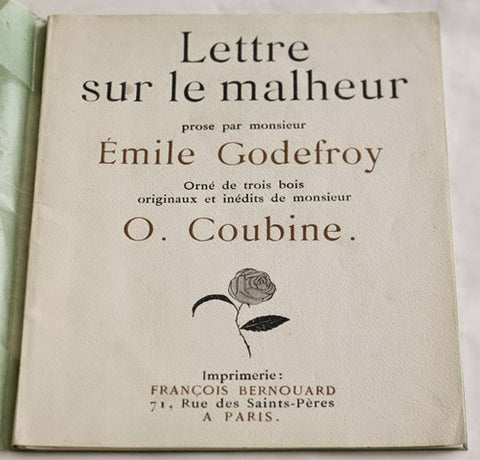 Lettre
sur le malheur
prose par monsieur
Émile Godefroy
Orné de trois bois
originaux et inédits de monsieur
O. Coubine.
Imprimerie:
FRANÇOIS BERNOUARD
71, Rue des Saints-Pères
A PARIS.